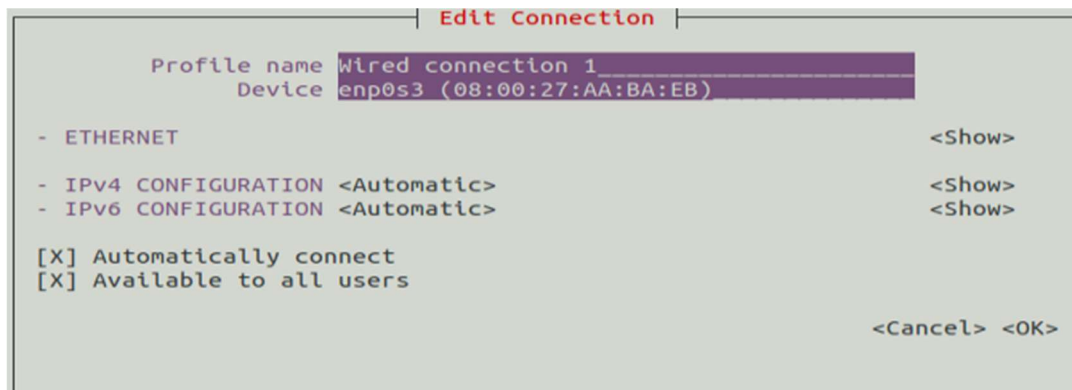 Edit Connection
Profile name Wired connection 1
Device enp0s3 (08:00:27:AA:BA:EB)
- ETHERNET <Show>
- IPv4 CONFIGURATION <Automatic> <Show>
- IPv6 CONFIGURATION <Automatic> <Show>
[X] Automatically connect
[X] Available to all users
<Cancel> <OK>